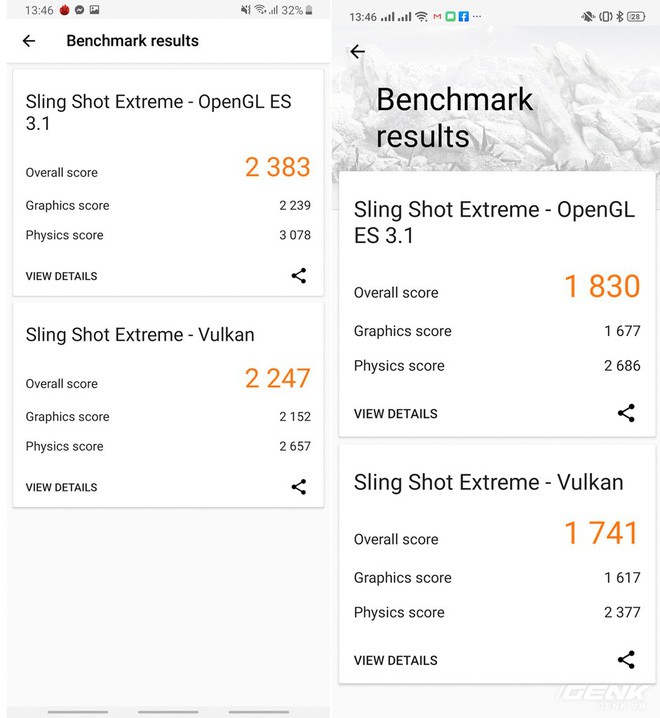 13:46
32%
Benchmark results
Sling Shot Extreme - OpenGL ES
3.1
Overall score 2 383
Graphics score 2 239
Physics score 3 078
VIEW DETAILS
Sling Shot Extreme - Vulkan
Overall score 2 247
Graphics score 2 152
Physics score 2 657
VIEW DETAILS
13:46
28
Benchmark
results
Sling Shot Extreme - OpenGL
ES 3.1
Overall score 1 830
Graphics score 1 677
Physics score 2 686
VIEW DETAILS
Sling Shot Extreme - Vulkan
Overall score 1 741
Graphics score 1 617
Physics score 2 377
VIEW DETAILS
GENK
GENK.VN